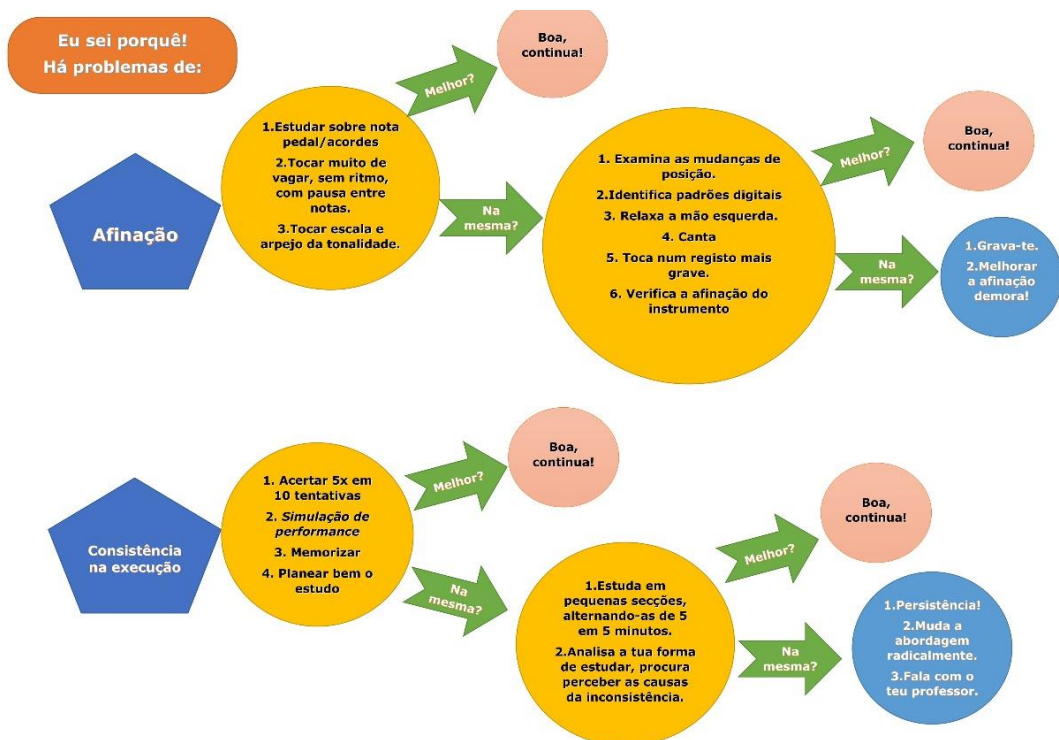 Eu sei porquê!
Há problemas de:
Afinação
1.Estudar sobre nota
pedal/acordes
2.Tocar muito de
vagar, sem ritmo,
com pausa entre
notas.
3.Tocar escala e
arpejo da tonalidade.
Melhor?
Boa,
continua!
Na
mesma?
1. Examina as mudanças de
posição.
2.Identifica padrões digitais
3. Relaxa a mão esquerda.
4. Canta
5. Toca num registo mais
grave.
6. Verifica a afinação do
instrumento
Melhor?
Boa,
continua!
Na
mesma?
1.Grava-te.
2.Melhorar
a afinação
demora!
Consistência
na execução
1. Acertar 5x em
10 tentativas
2. Simulação de
performance
3. Memorizar
4. Planear bem o
estudo
Melhor?
Boa,
continua!
Na
mesma?
1.Estuda em
pequenas secções,
alternando-as de 5
em 5 minutos.
2.Analisa a tua forma
de estudar, procura
perceber as causas
da inconsistência.
Melhor?
Boa,
continua!
Na
mesma?
1.Persistência!
2.Muda a
abordagem
radicalmente.
3.Fala com o
teu professor.